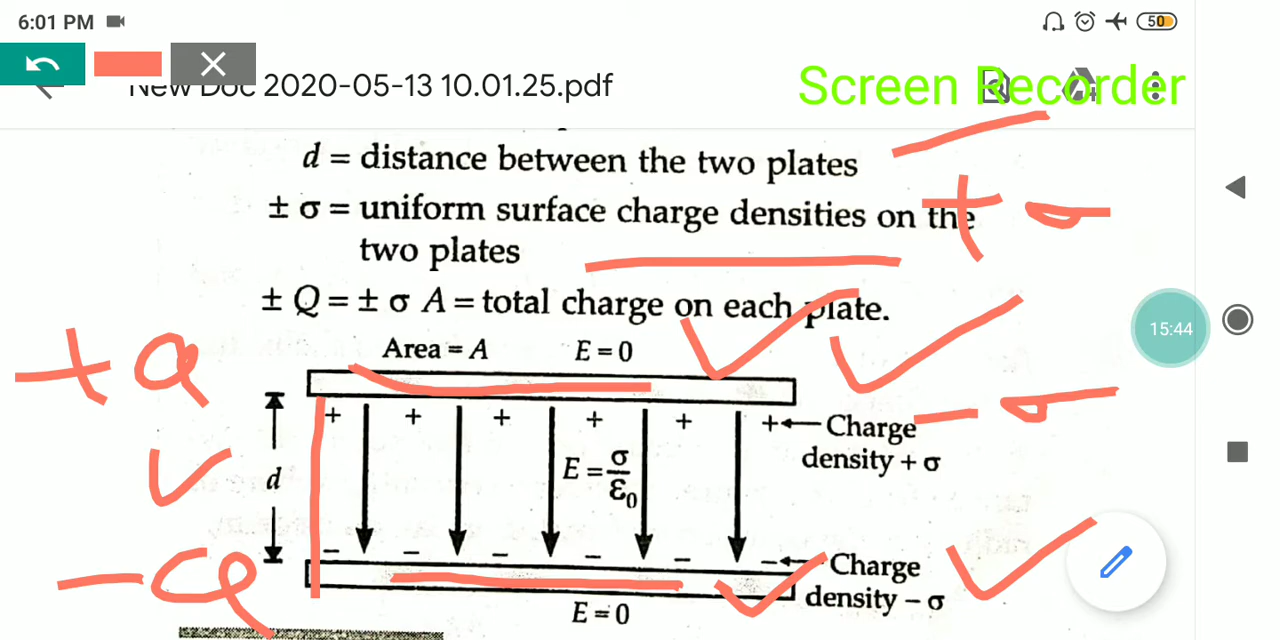 6:01 PM
50
New Doc 2020-05-13 10.01.25.pdf
Screen Recorder
d = distance between the two plates
± σ = uniform surface charge densities on the
two plates
± Q = ± σ A = total charge on each plate.
+ σ
+ Q
Area = A E = 0
+ + + + + + Charge
density + σ
- σ
15:44
d
E = σ/ε₀
- - - - - - Charge
density - σ
- Q
E = 0